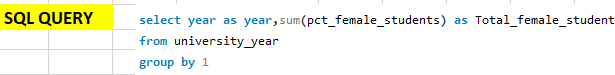 SQL QUERY
select year as year,sum(pct_female_students) as Total_female_student
from university_year
group by 1